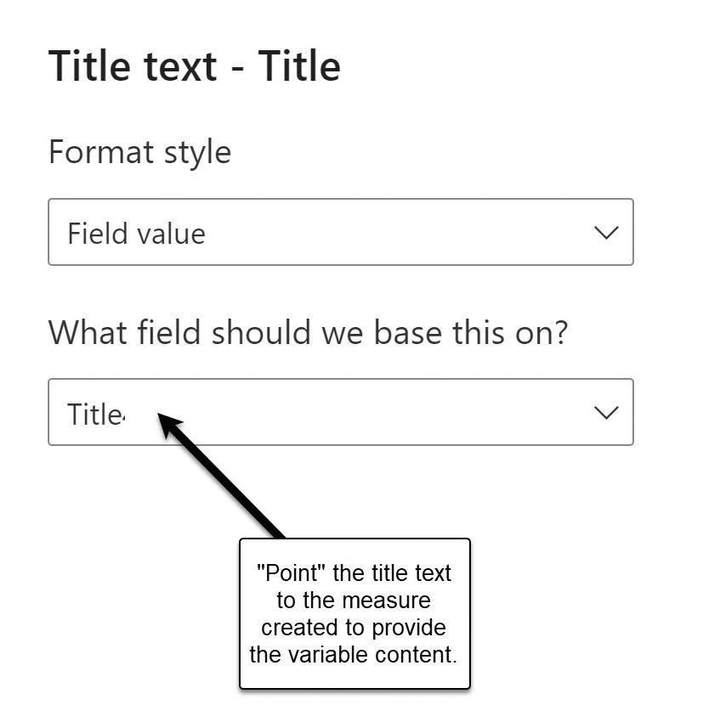 Title text - Title
Format style
Field value
What field should we base this on?
Title
"Point" the title text
to the measure
created to provide
the variable content.